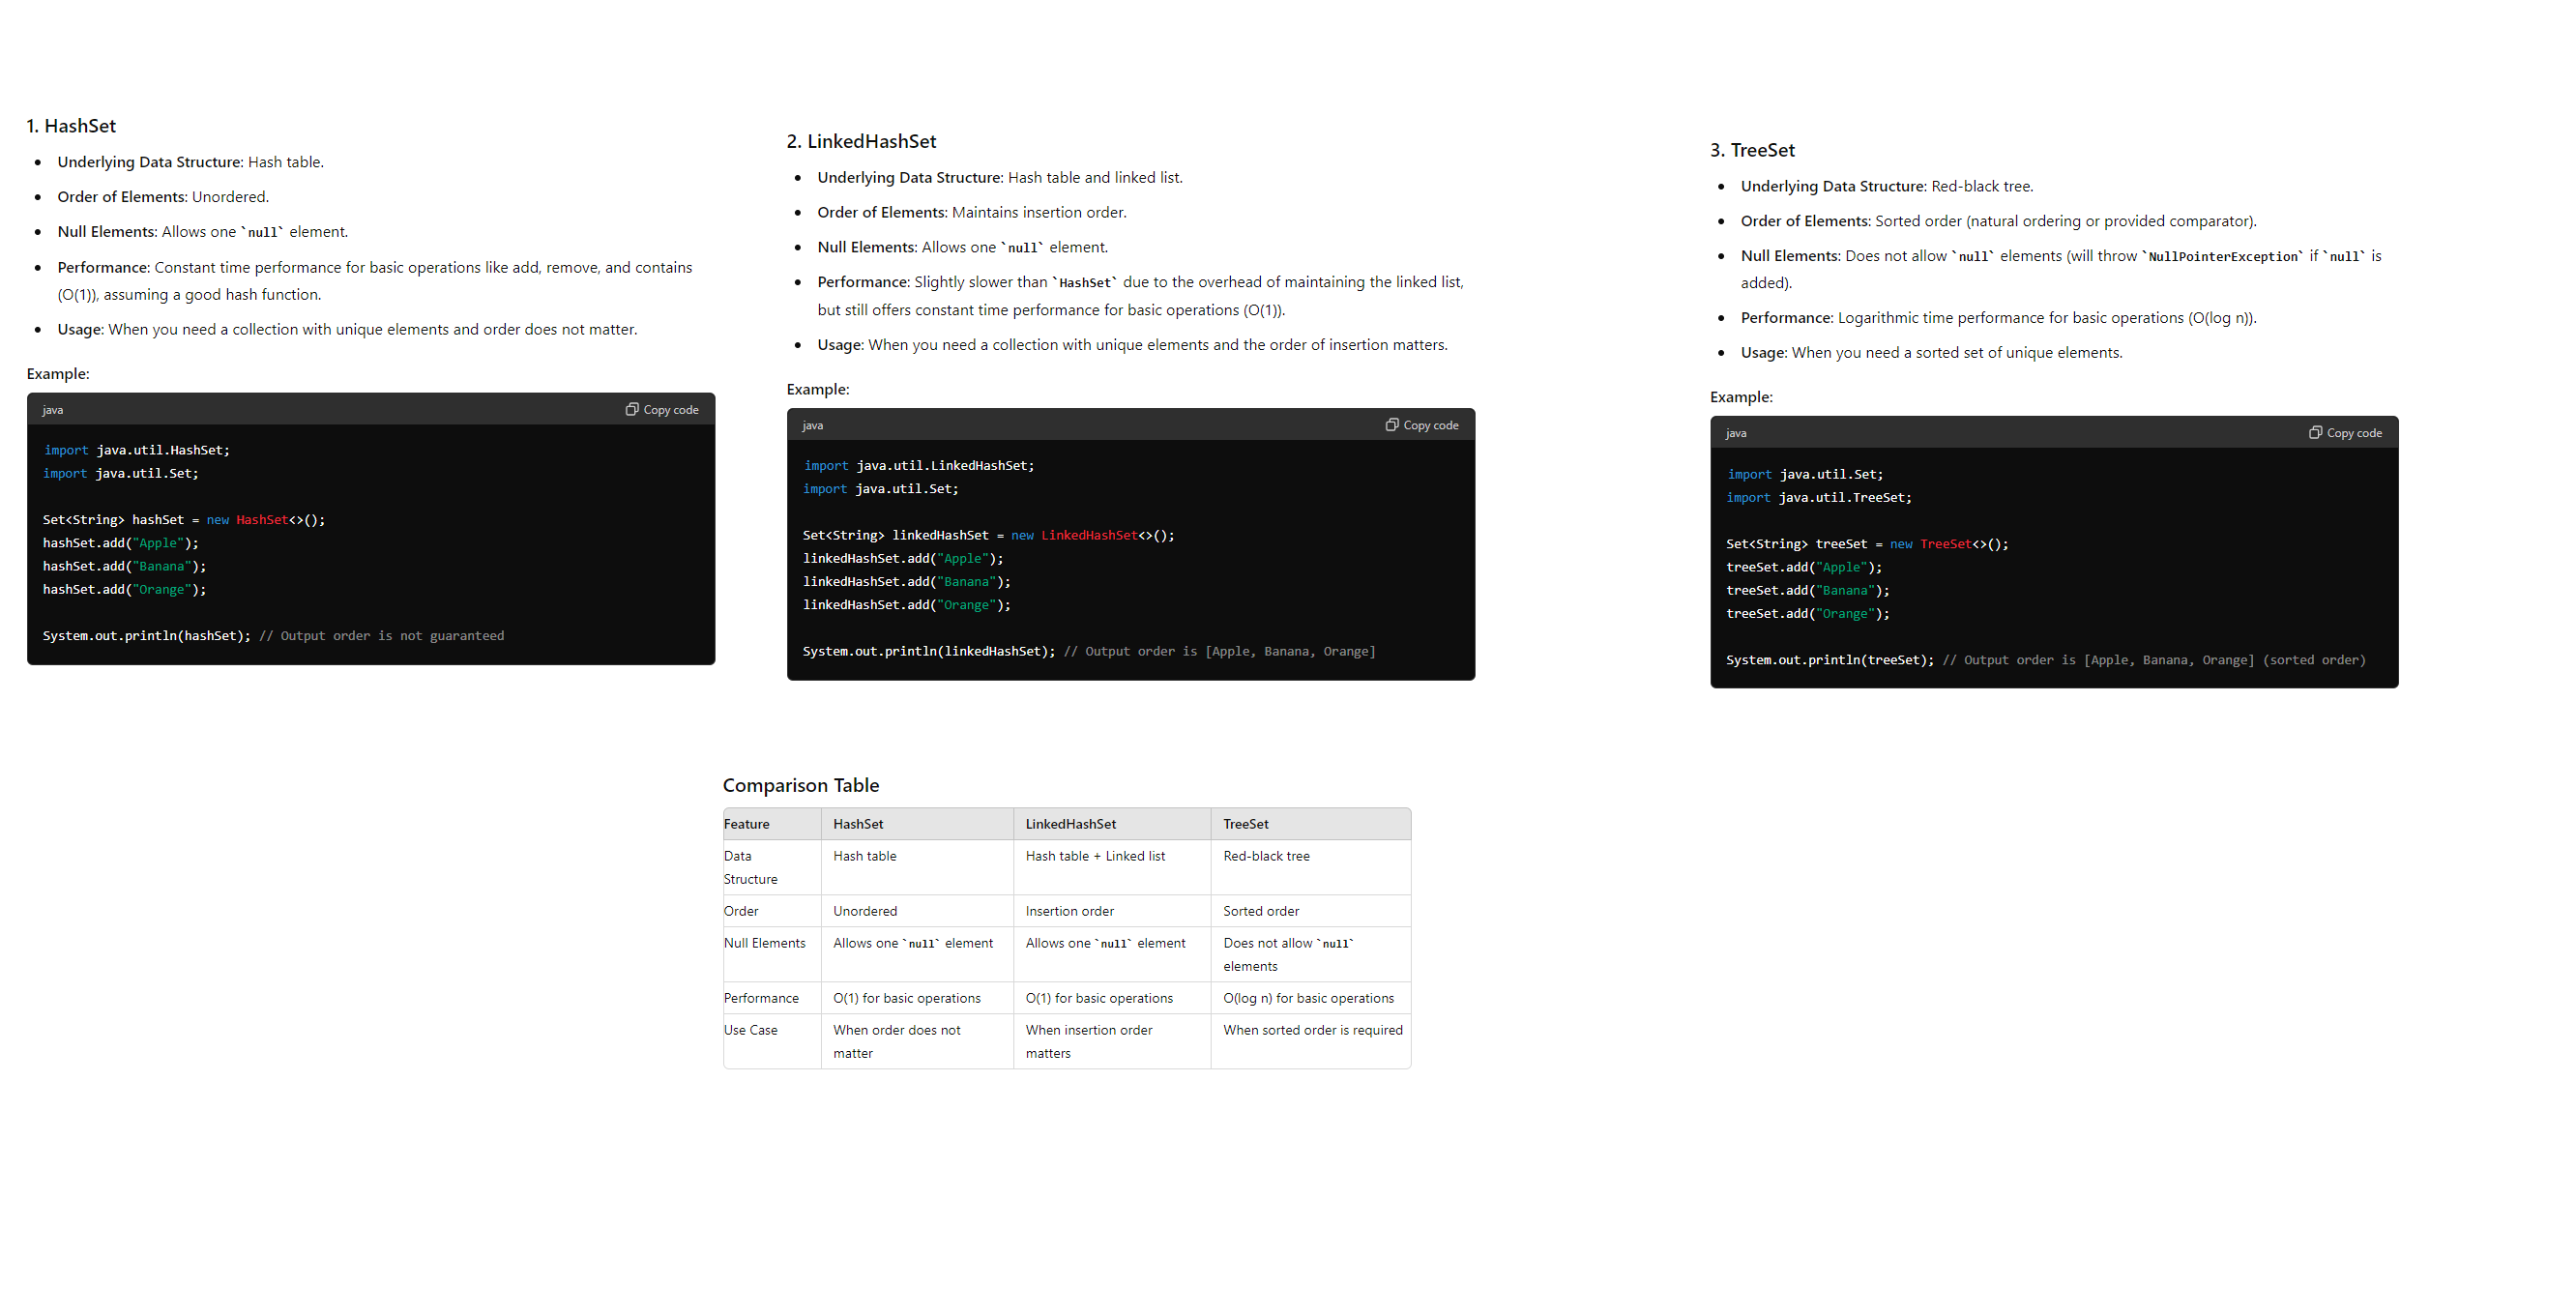 1. HashSet
• Underlying Data Structure: Hash table.
• Order of Elements: Unordered.
• Null Elements: Allows one `null` element.
• Performance: Constant time performance for basic operations like add, remove, and contains
(O(1)), assuming a good hash function.
• Usage: When you need a collection with unique elements and order does not matter.
Example:
java Copy code
import java.util.HashSet;
import java.util.Set;
Set<String> hashSet = new HashSet<>();
hashSet.add("Apple");
hashSet.add("Banana");
hashSet.add("Orange");
System.out.println(hashSet); // Output order is not guaranteed
2. LinkedHashSet
• Underlying Data Structure: Hash table and linked list.
• Order of Elements: Maintains insertion order.
• Null Elements: Allows one `null` element.
• Performance: Slightly slower than `HashSet` due to the overhead of maintaining the linked list,
but still offers constant time performance for basic operations (O(1)).
• Usage: When you need a collection with unique elements and the order of insertion matters.
Example:
java Copy code
import java.util.LinkedHashSet;
import java.util.Set;
Set<String> linkedHashSet = new LinkedHashSet<>();
linkedHashSet.add("Apple");
linkedHashSet.add("Banana");
linkedHashSet.add("Orange");
System.out.println(linkedHashSet); // Output order is [Apple, Banana, Orange]
3. TreeSet
• Underlying Data Structure: Red-black tree.
• Order of Elements: Sorted order (natural ordering or provided comparator).
• Null Elements: Does not allow `null` elements (will throw `NullPointerException` if `null` is
added).
• Performance: Logarithmic time performance for basic operations (O(log n)).
• Usage: When you need a sorted set of unique elements.
Example:
java Copy code
import java.util.Set;
import java.util.TreeSet;
Set<String> treeSet = new TreeSet<>();
treeSet.add("Apple");
treeSet.add("Banana");
treeSet.add("Orange");
System.out.println(treeSet); // Output order is [Apple, Banana, Orange] (sorted order)
Comparison Table
Feature HashSet LinkedHashSet TreeSet
Data Hash table Hash table + Linked list Red-black tree
Structure
Order Unordered Insertion order Sorted order
Null Elements Allows one `null` element Allows one `null` element Does not allow `null`
elements
Performance O(1) for basic operations O(1) for basic operations O(log n) for basic operations
Use Case When order does not When insertion order When sorted order is required
matter matters